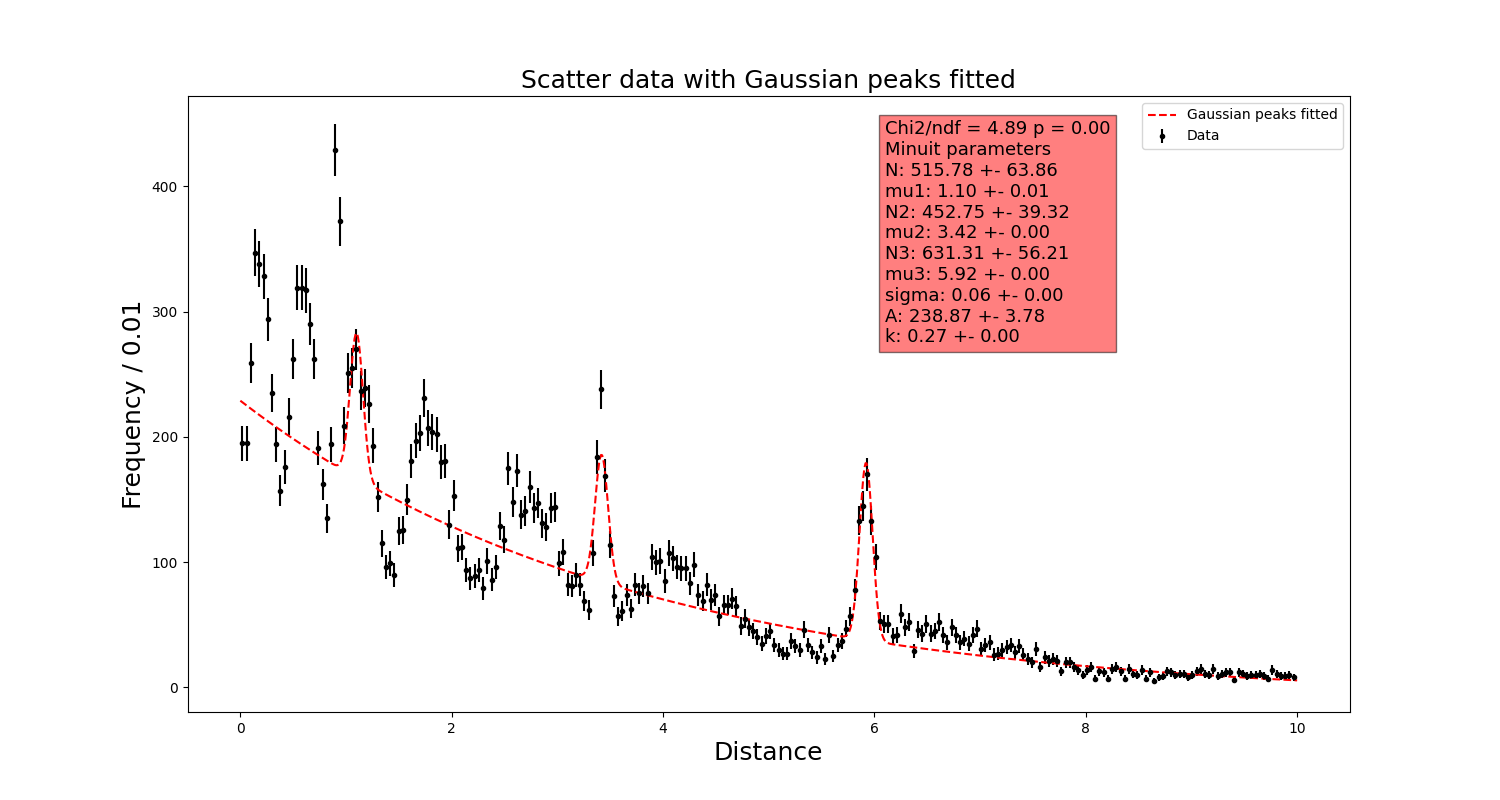 Scatter data with Gaussian peaks fitted
Frequency / 0.01
400
300
200
100
0
Chi2/ndf = 4.89 p = 0.00
Minuit parameters
N: 515.78 +- 63.86
mu1: 1.10 +- 0.01
N2: 452.75 +- 39.32
mu2: 3.42 +- 0.00
N3: 631.31 +- 56.21
mu3: 5.92 +- 0.00
sigma: 0.06 +- 0.00
A: 238.87 +- 3.78
k: 0.27 +- 0.00
Gaussian peaks fitted
Data
0 2 4 6 8 10
Distance